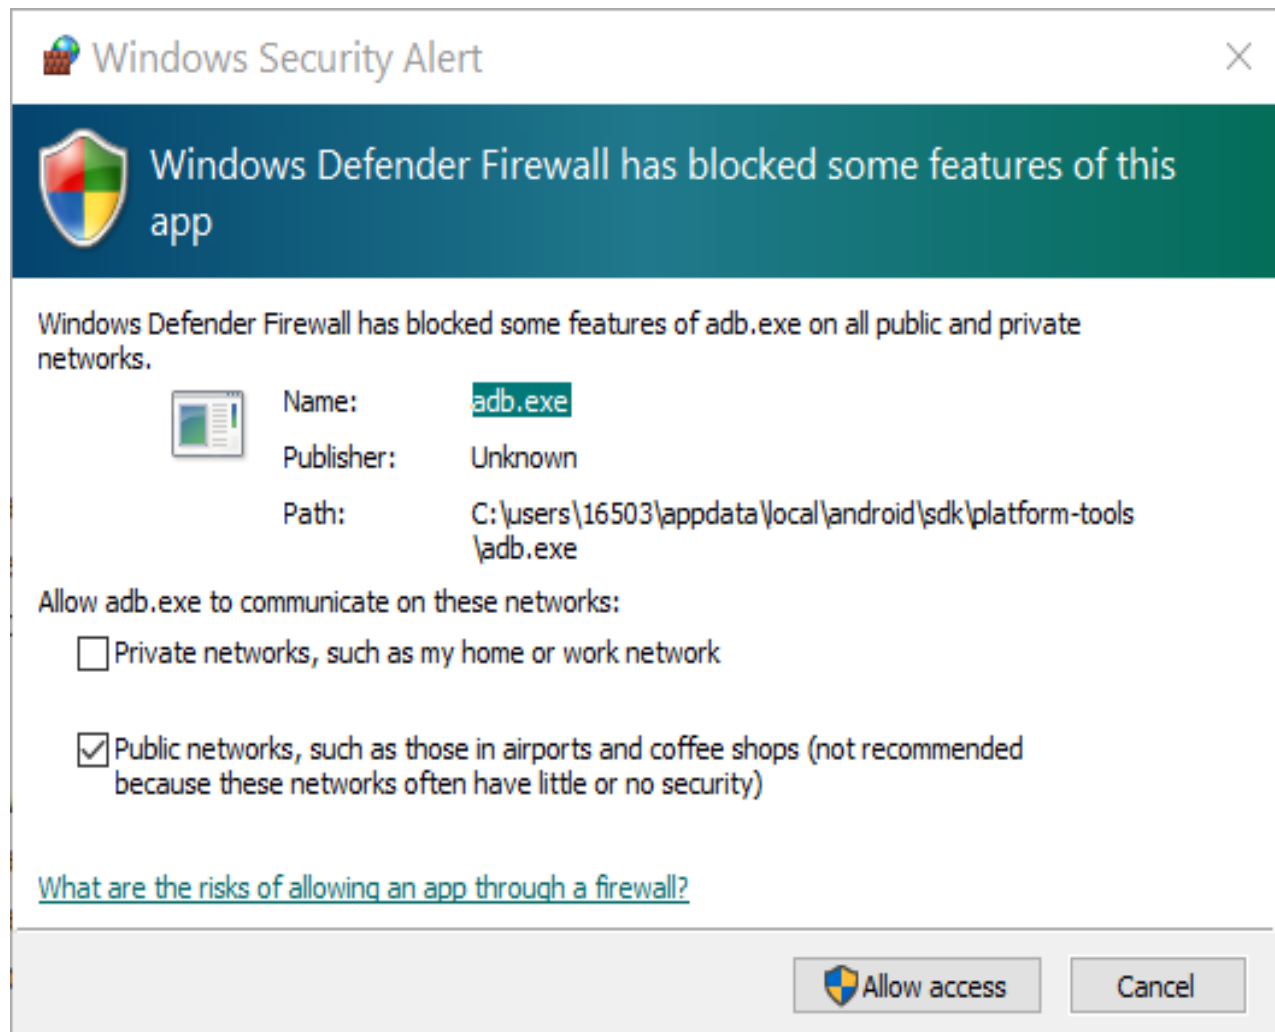 Windows Security Alert
Windows Defender Firewall has blocked some features of this
app
Windows Defender Firewall has blocked some features of adb.exe on all public and private
networks.
Name: adb.exe
Publisher: Unknown
Path: C:\users\16503\appdata\local\android\sdk\platform-tools
\adb.exe
Allow adb.exe to communicate on these networks:
Private networks, such as my home or work network
Public networks, such as those in airports and coffee shops (not recommended
because these networks often have little or no security)
What are the risks of allowing an app through a firewall?
Allow access Cancel